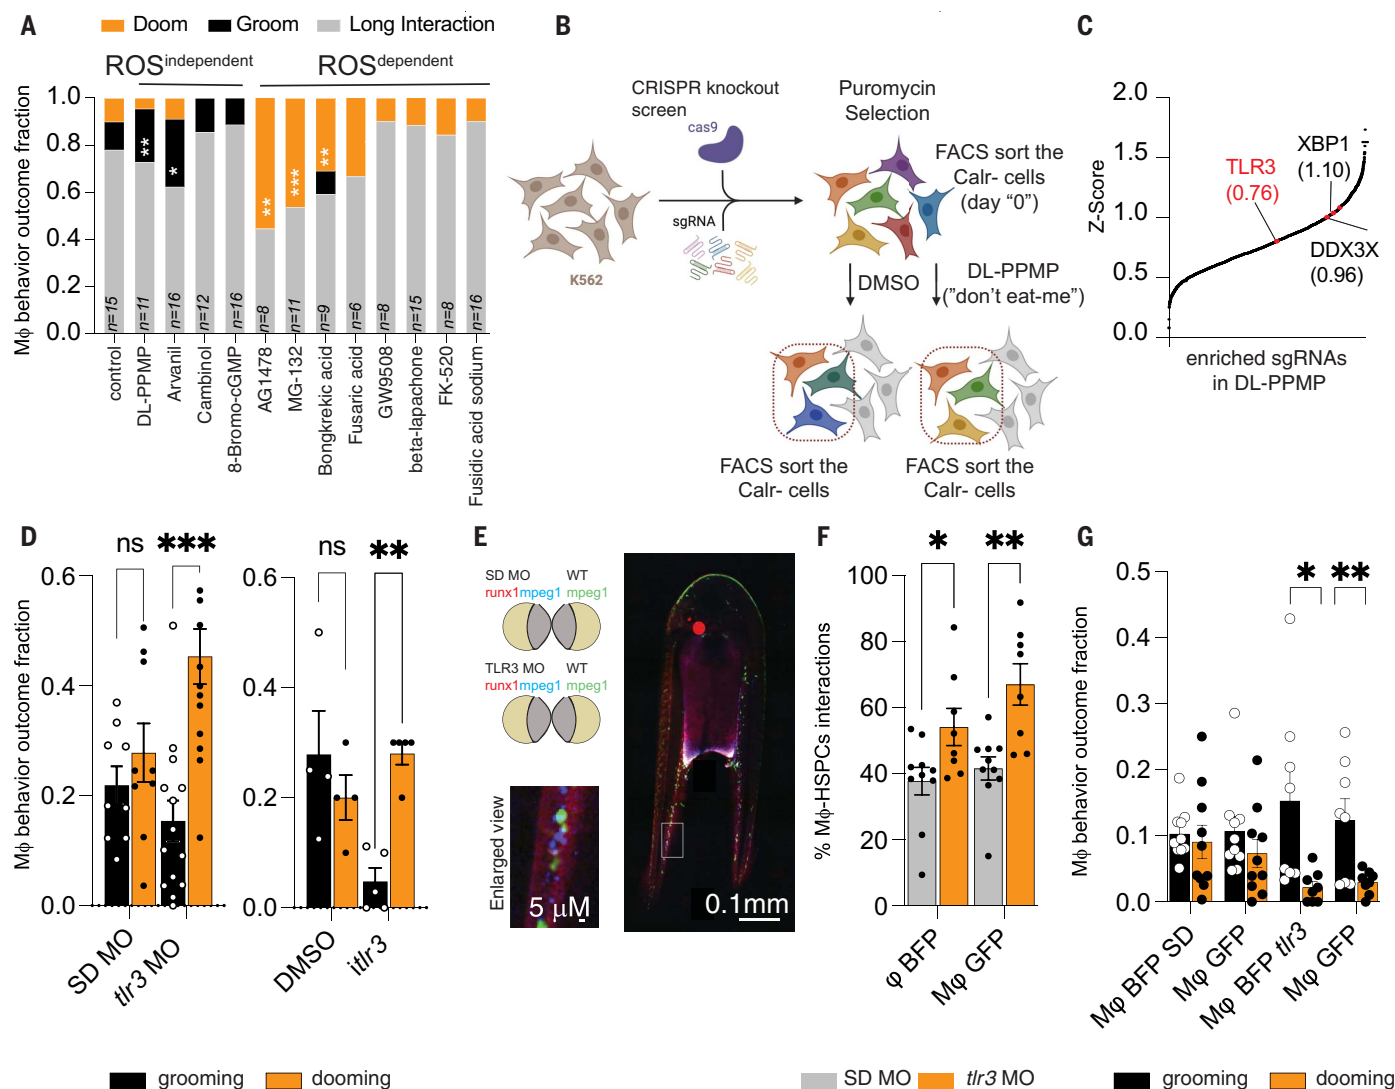 A
Doom
Groom
Long Interaction
ROSindependent
ROSdependent
Mϕ behavior outcome fraction
1.0
0.8
0.6
0.4
0.2
0.0
**
*
**
***
**
n=15
n=11
n=16
n=12
n=16
n=8
n=11
n=9
n=6
n=8
n=15
n=8
n=16
control
DL-PPMP
Arvanil
Cambinol
8-Bromo-cGMP
AG1478
MG-132
Bongkrekic acid
Fusaric acid
GW9508
beta-lapachone
FK-520
Fusidic acid sodium
B
CRISPR knockout
screen
cas9
sgRNA
K562
Puromycin
Selection
FACS sort the
Calr- cells
(day “0”)
DMSO
DL-PPMP
(”don’t eat-me”)
FACS sort the
Calr- cells
FACS sort the
Calr- cells
C
Z-Score
2.0
1.5
1.0
0.5
0.0
TLR3
(0.76)
XBP1
(1.10)
DDX3X
(0.96)
enriched sgRNAs
in DL-PPMP
D
Mϕ behavior outcome fraction
0.6
0.4
0.2
0.0
ns
***
SD MO
tlr3 MO
0.6
0.4
0.2
0.0
ns
**
DMSO
itlr3
grooming
dooming
E
SD MO
WT
runx1mpeg1
mpeg1
TLR3 MO
WT
runx1mpeg1
mpeg1
Enlarged view
5 μM
0.1mm
F
% Mϕ-HSPCs interactions
100
80
60
40
20
0
*
**
φ BFP
Mφ GFP
SD MO
tlr3 MO
G
Mϕ behavior outcome fraction
0.5
0.4
0.3
0.2
0.1
0.0
*
**
Mφ BFP SD
Mφ GFP
Mφ BFP tlr3
Mφ GFP
grooming
dooming